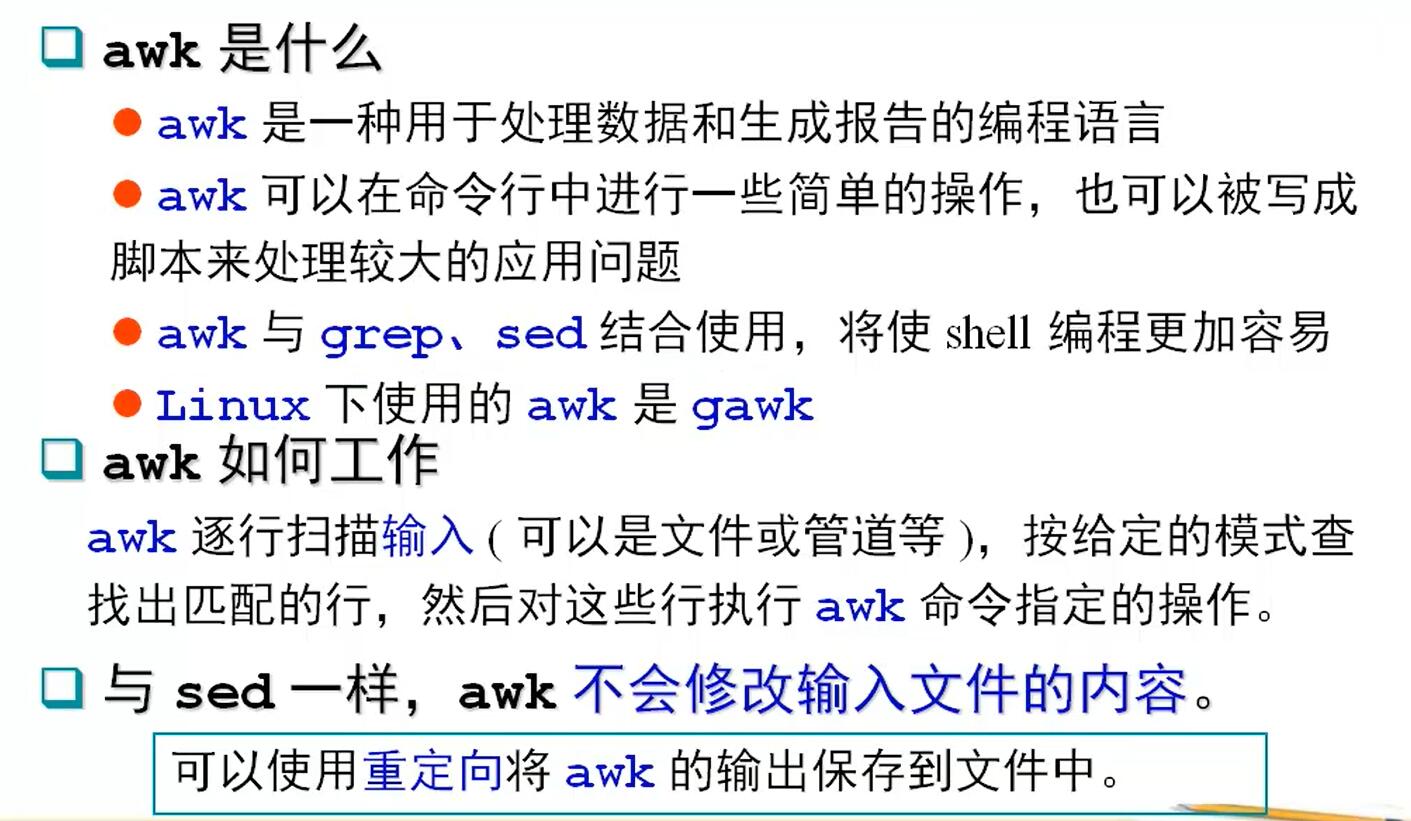 awk 是什么
awk 是一种用于处理数据和生成报告的编程语言
awk 可以在命令行中进行一些简单的操作，也可以被写成
脚本来处理较大的应用问题
awk 与 grep、sed 结合使用，将使 shell 编程更加容易
Linux 下使用的 awk 是 gawk
awk 如何工作
awk 逐行扫描输入 ( 可以是文件或管道等 )，按给定的模式查
找出匹配的行，然后对这些行执行 awk 命令指定的操作。
与 sed 一样，awk 不会修改输入文件的内容。
可以使用重定向将 awk 的输出保存到文件中。